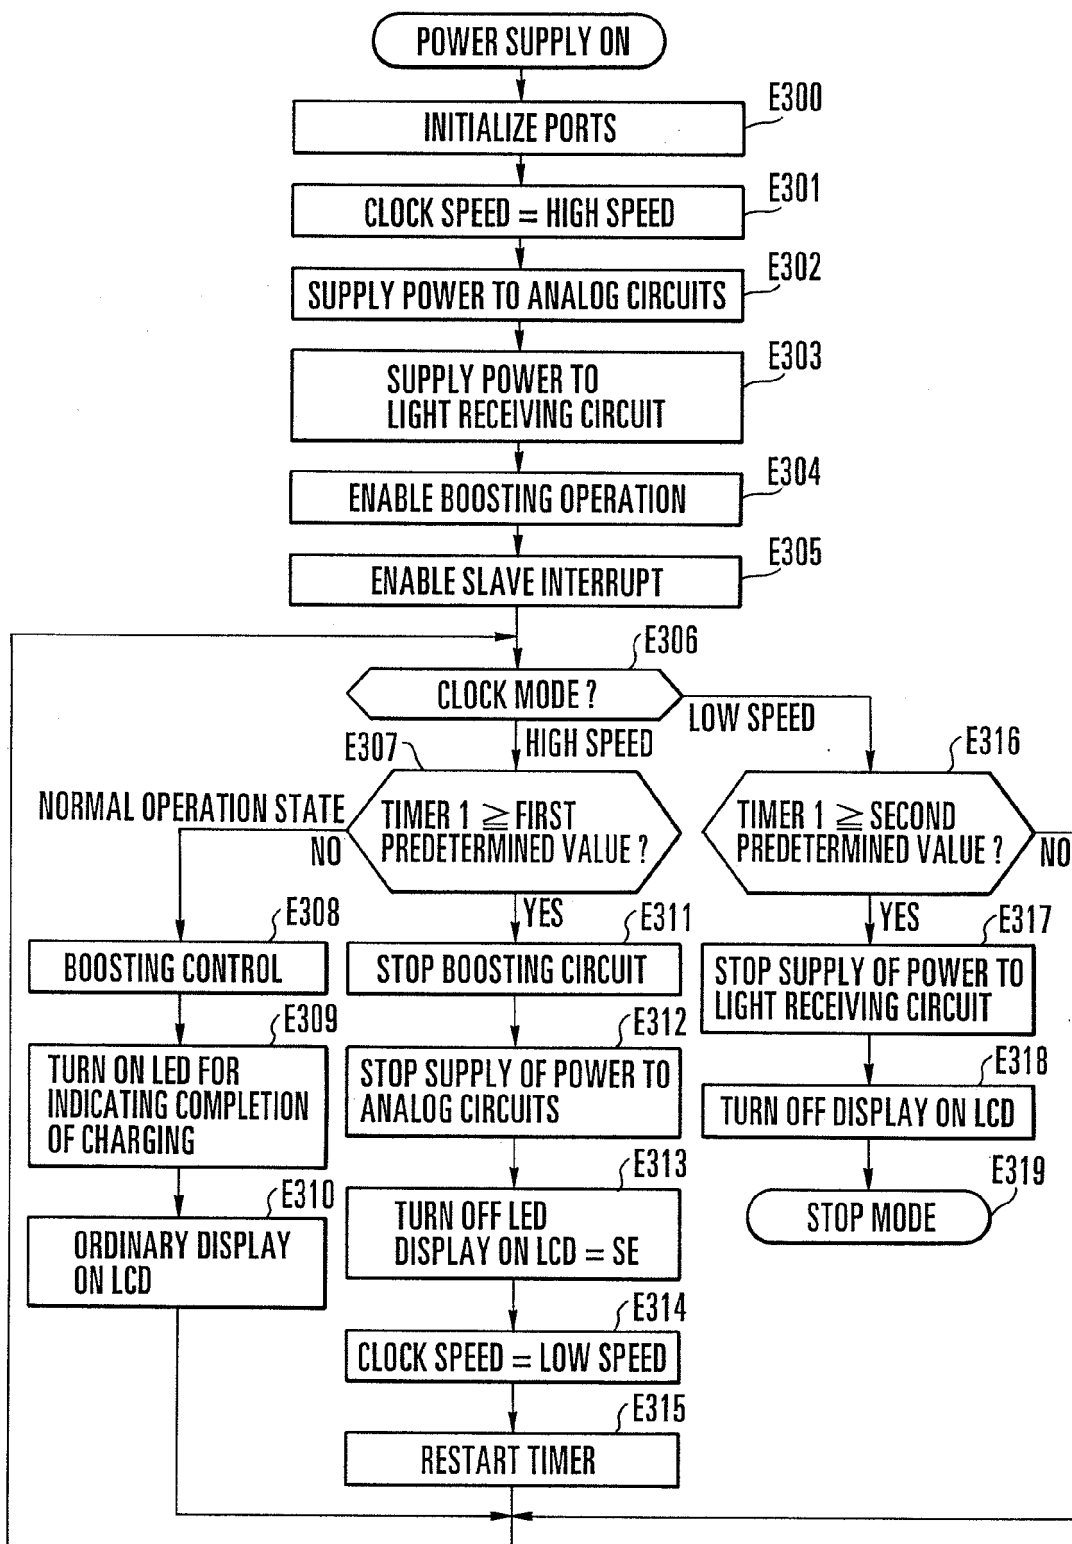 POWER SUPPLY ON
E300
INITIALIZE PORTS
E301
CLOCK SPEED = HIGH SPEED
E302
SUPPLY POWER TO ANALOG CIRCUITS
E303
SUPPLY POWER TO
LIGHT RECEIVING CIRCUIT
E304
ENABLE BOOSTING OPERATION
E305
ENABLE SLAVE INTERRUPT
E306
CLOCK MODE ?
LOW SPEED
HIGH SPEED
E307
TIMER 1 ≧ FIRST
PREDETERMINED VALUE ?
NORMAL OPERATION STATE
NO
YES
E308
BOOSTING CONTROL
E309
TURN ON LED FOR
INDICATING COMPLETION
OF CHARGING
E310
ORDINARY DISPLAY
ON LCD
E311
STOP BOOSTING CIRCUIT
E312
STOP SUPPLY OF POWER TO
ANALOG CIRCUITS
E313
TURN OFF LED
DISPLAY ON LCD = SE
E314
CLOCK SPEED = LOW SPEED
E315
RESTART TIMER
E316
TIMER 1 ≧ SECOND
PREDETERMINED VALUE ?
NO
YES
E317
STOP SUPPLY OF POWER TO
LIGHT RECEIVING CIRCUIT
E318
TURN OFF DISPLAY ON LCD
E319
STOP MODE